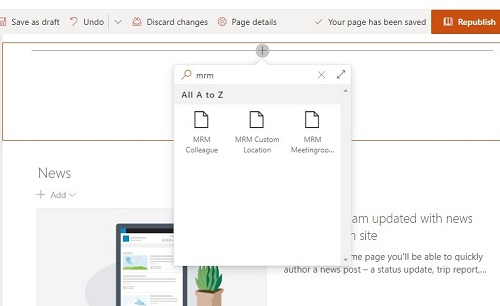 Save as draft Undo Discard changes Page details Your page has been saved Republish
mrm
All A to Z
MRM Colleague
MRM Custom Location
MRM Meetingroo...
News
Add
am updated with news
n site
me page you'll be able to quickly
author a news post – a status update, trip report,...